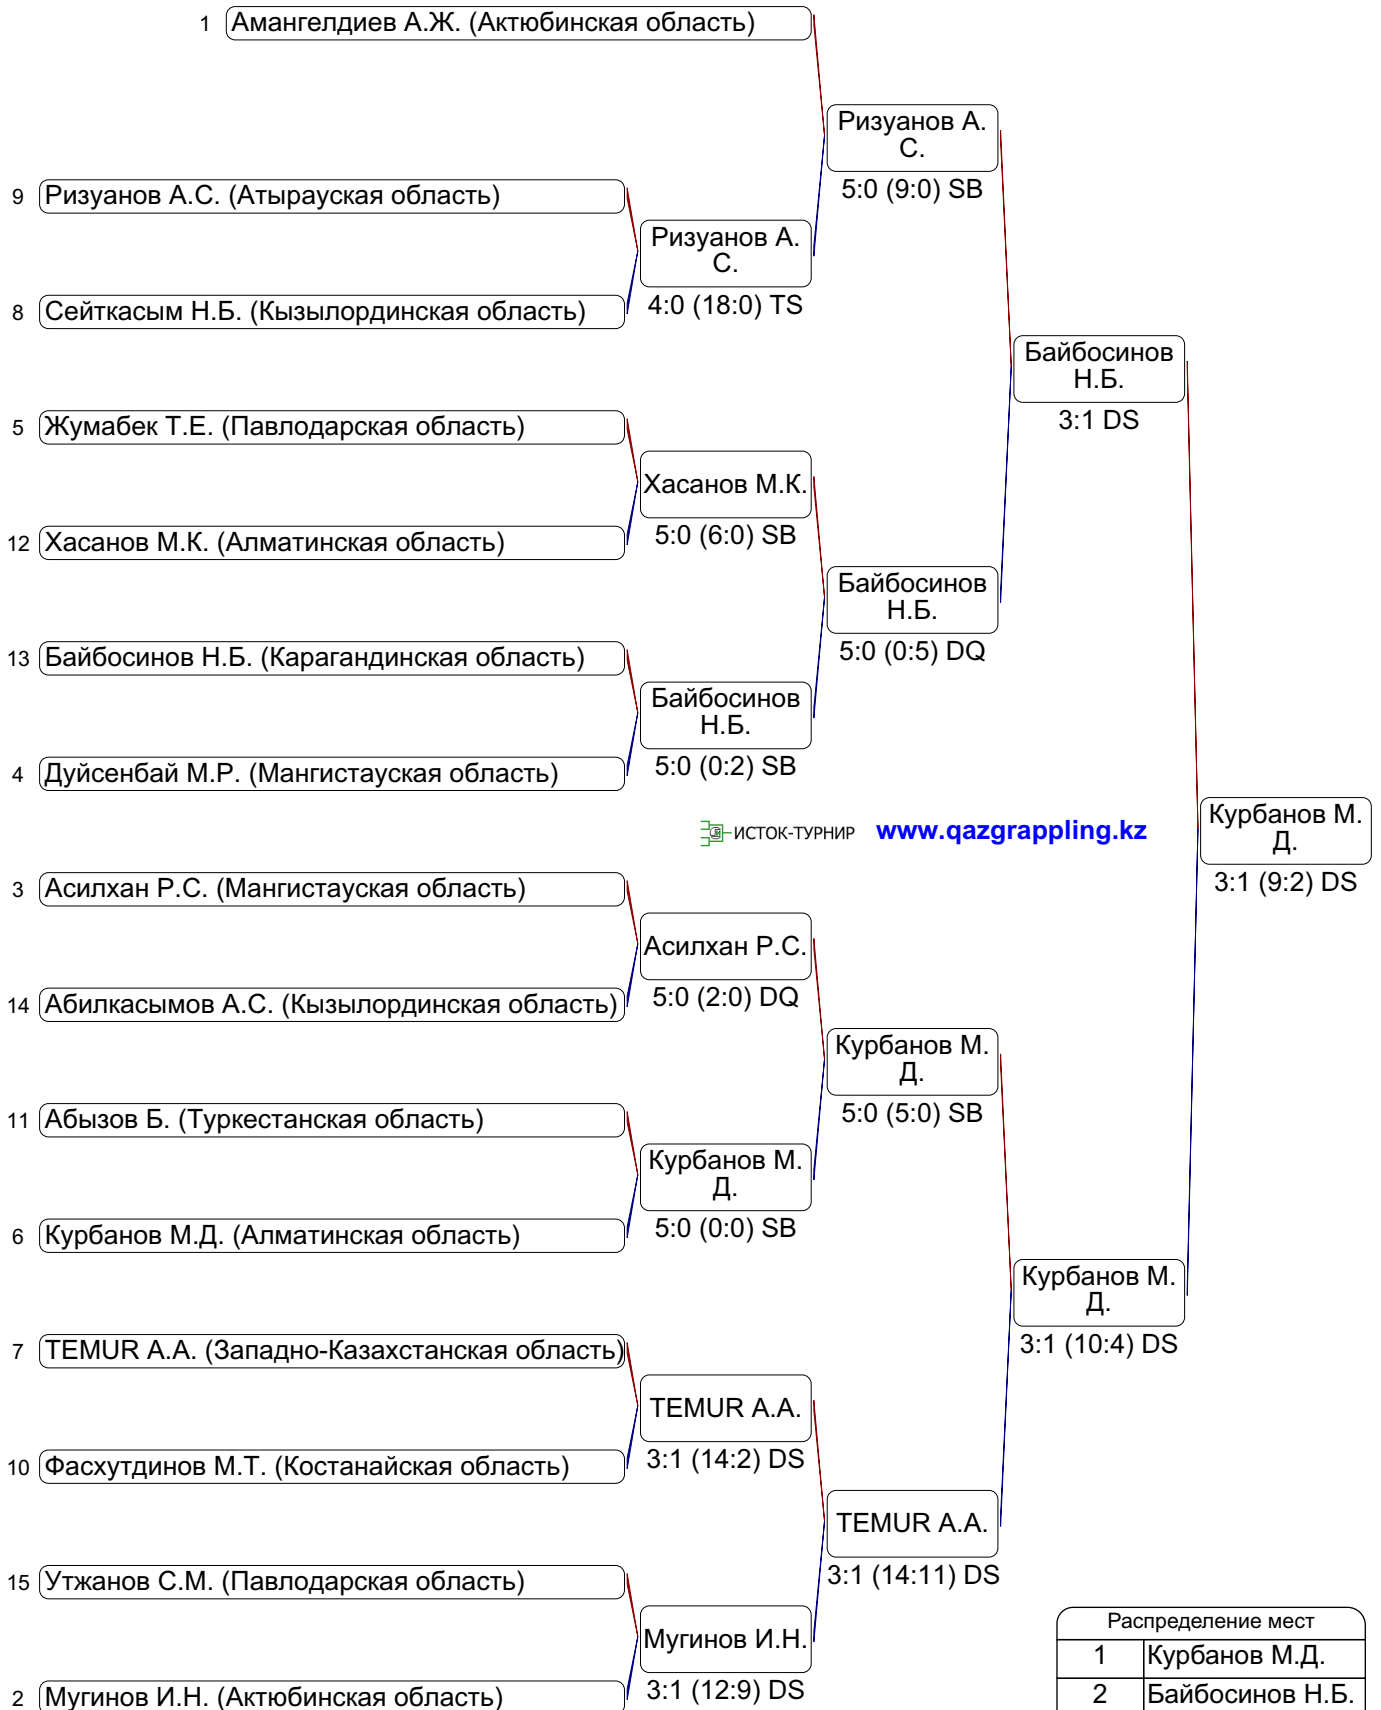 1 Амангелдиев А.Ж. (Актюбинская область)
Ризуанов А.
С.
5:0 (9:0) SB
9 Ризуанов А.С. (Атырауская область)
Ризуанов А.
С.
4:0 (18:0) TS
8 Сейткасым Н.Б. (Кызылординская область)
Байбосинов
Н.Б.
3:1 DS
5 Жумабек Т.Е. (Павлодарская область)
Хасанов М.К.
5:0 (6:0) SB
12 Хасанов М.К. (Алматинская область)
Байбосинов
Н.Б.
5:0 (0:5) DQ
13 Байбосинов Н.Б. (Карагандинская область)
Байбосинов
Н.Б.
5:0 (0:2) SB
4 Дуйсенбай М.Р. (Мангистауская область)
ИСТОК-ТУРНИР www.qazgrappling.kz
Курбанов М.
Д.
3:1 (9:2) DS
3 Асилхан Р.С. (Мангистауская область)
Асилхан Р.С.
5:0 (2:0) DQ
14 Абилкасымов А.С. (Кызылординская область)
Курбанов М.
Д.
5:0 (5:0) SB
11 Абызов Б. (Туркестанская область)
Курбанов М.
Д.
5:0 (0:0) SB
6 Курбанов М.Д. (Алматинская область)
Курбанов М.
Д.
3:1 (10:4) DS
7 TEMUR A.A. (Западно-Казахстанская область)
TEMUR A.A.
3:1 (14:2) DS
10 Фасхутдинов М.Т. (Костанайская область)
TEMUR A.A.
3:1 (14:11) DS
15 Утжанов С.М. (Павлодарская область)
Мугинов И.Н.
3:1 (12:9) DS
2 Мугинов И.Н. (Актюбинская область)
Распределение мест
1 Курбанов М.Д.
2 Байбосинов Н.Б.